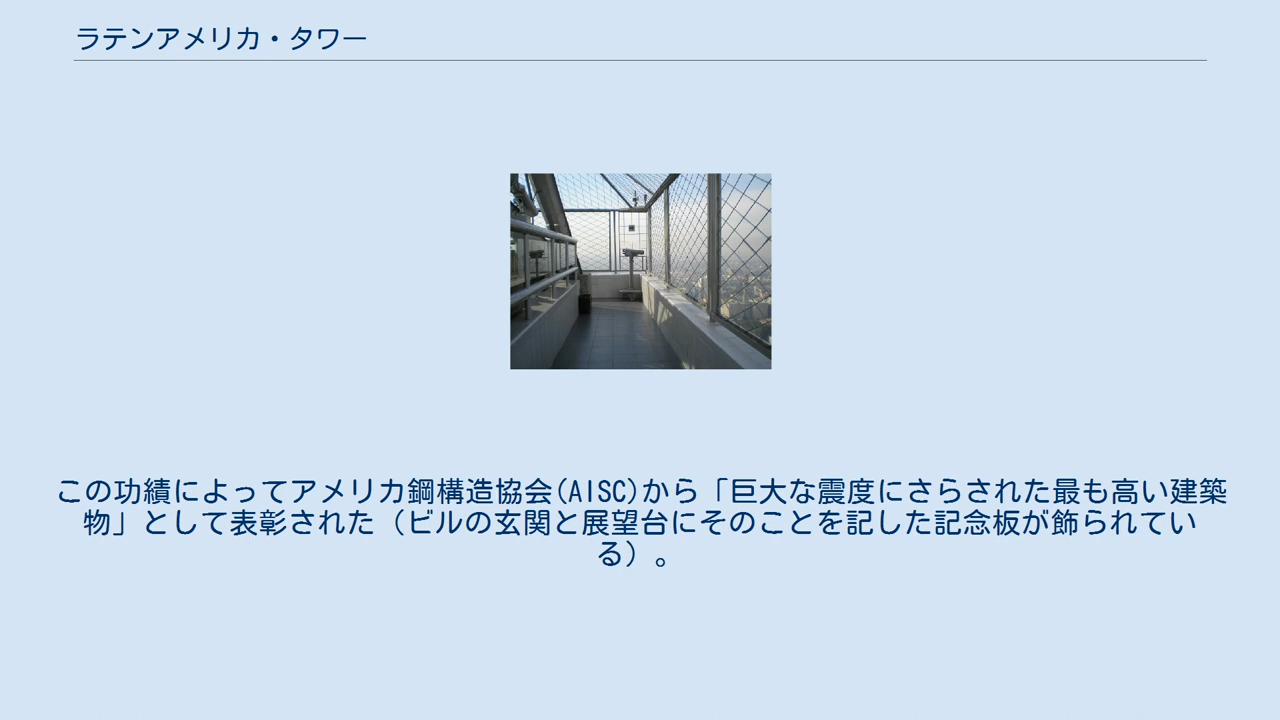 ラテンアメリカ・タワー
この功績によってアメリカ鋼構造協会(AISC)から「巨大な震度にさらされた最も高い建築
物」として表彰された（ビルの玄関と展望台にそのことを記した記念板が飾られてい
る）。